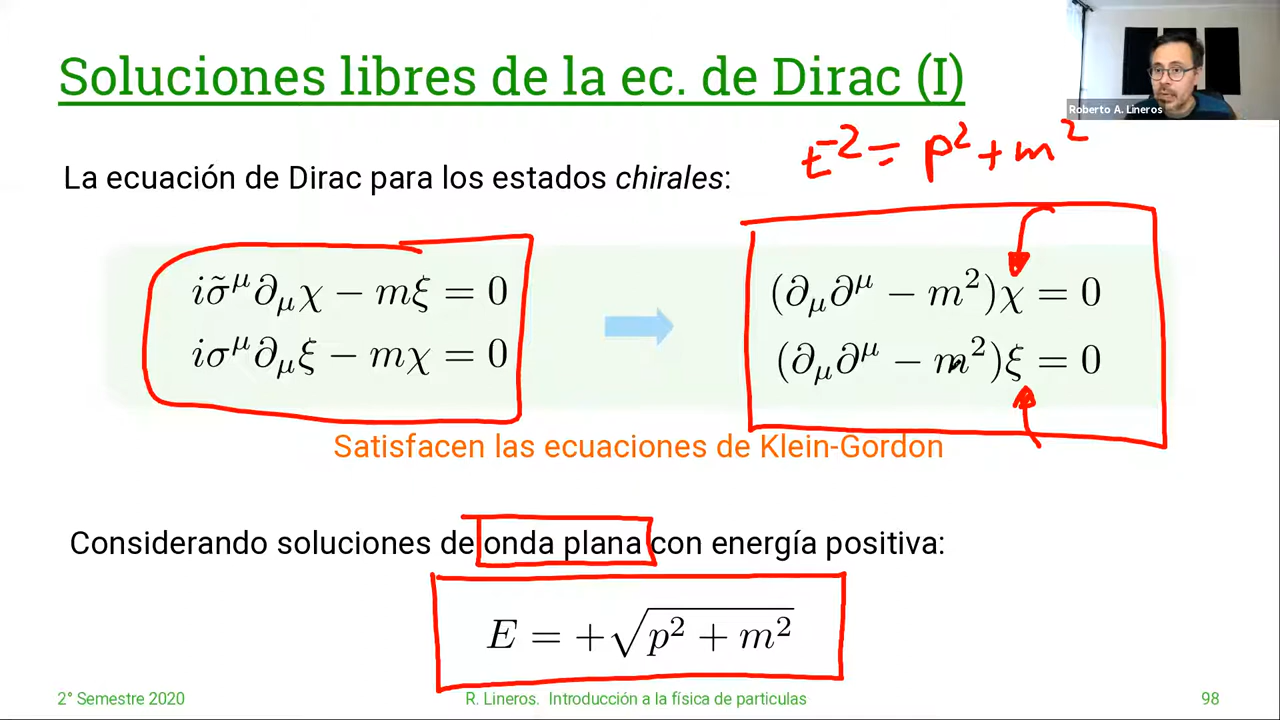 Soluciones libres de la ec. de Dirac (I)
Roberto A. Lineros
E² = p² + m²
La ecuación de Dirac para los estados chirales:
iσ̃^μ ∂_μ χ − mξ = 0
iσ^μ ∂_μ ξ − mχ = 0
(∂_μ ∂^μ − m²)χ = 0
(∂_μ ∂^μ − m²)ξ = 0
Satisfacen las ecuaciones de Klein-Gordon
Considerando soluciones de onda plana con energía positiva:
E = +√(p² + m²)
2° Semestre 2020
R. Lineros. Introducción a la física de particulas
98